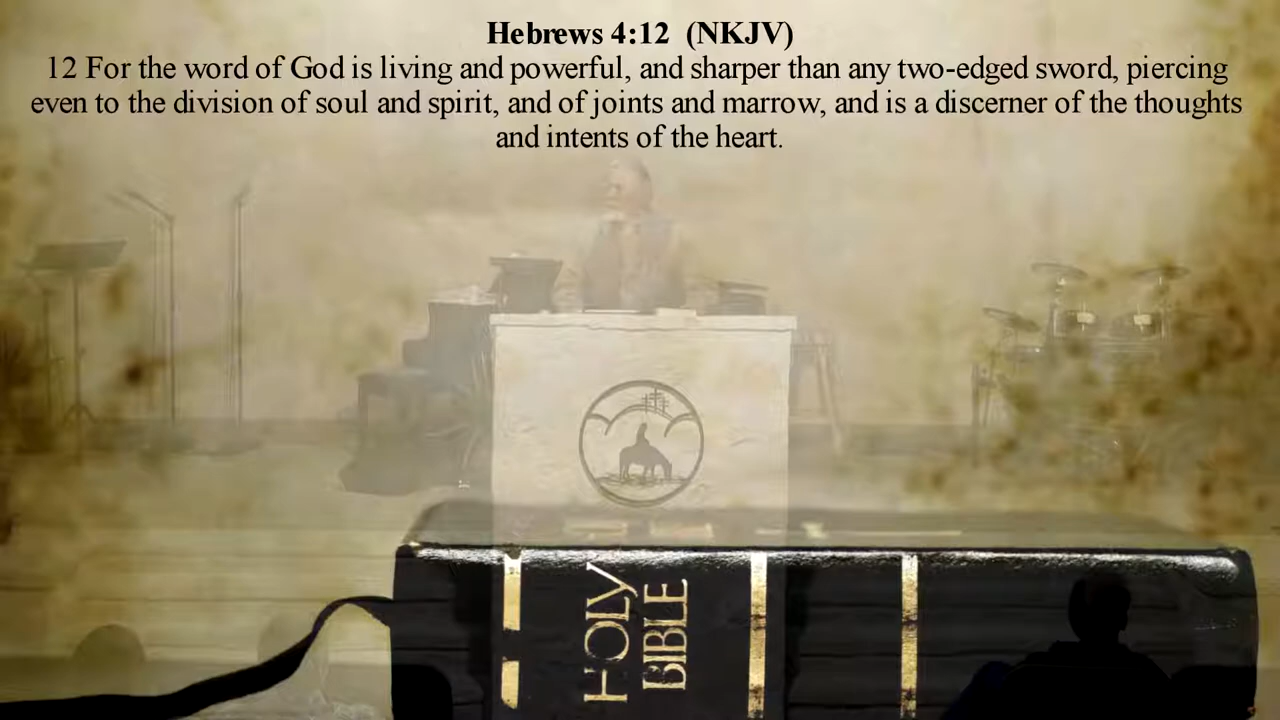 Hebrews 4:12 (NKJV)
12 For the word of God is living and powerful, and sharper than any two-edged sword, piercing
even to the division of soul and spirit, and of joints and marrow, and is a discerner of the thoughts
and intents of the heart.
HOLY
BIBLE